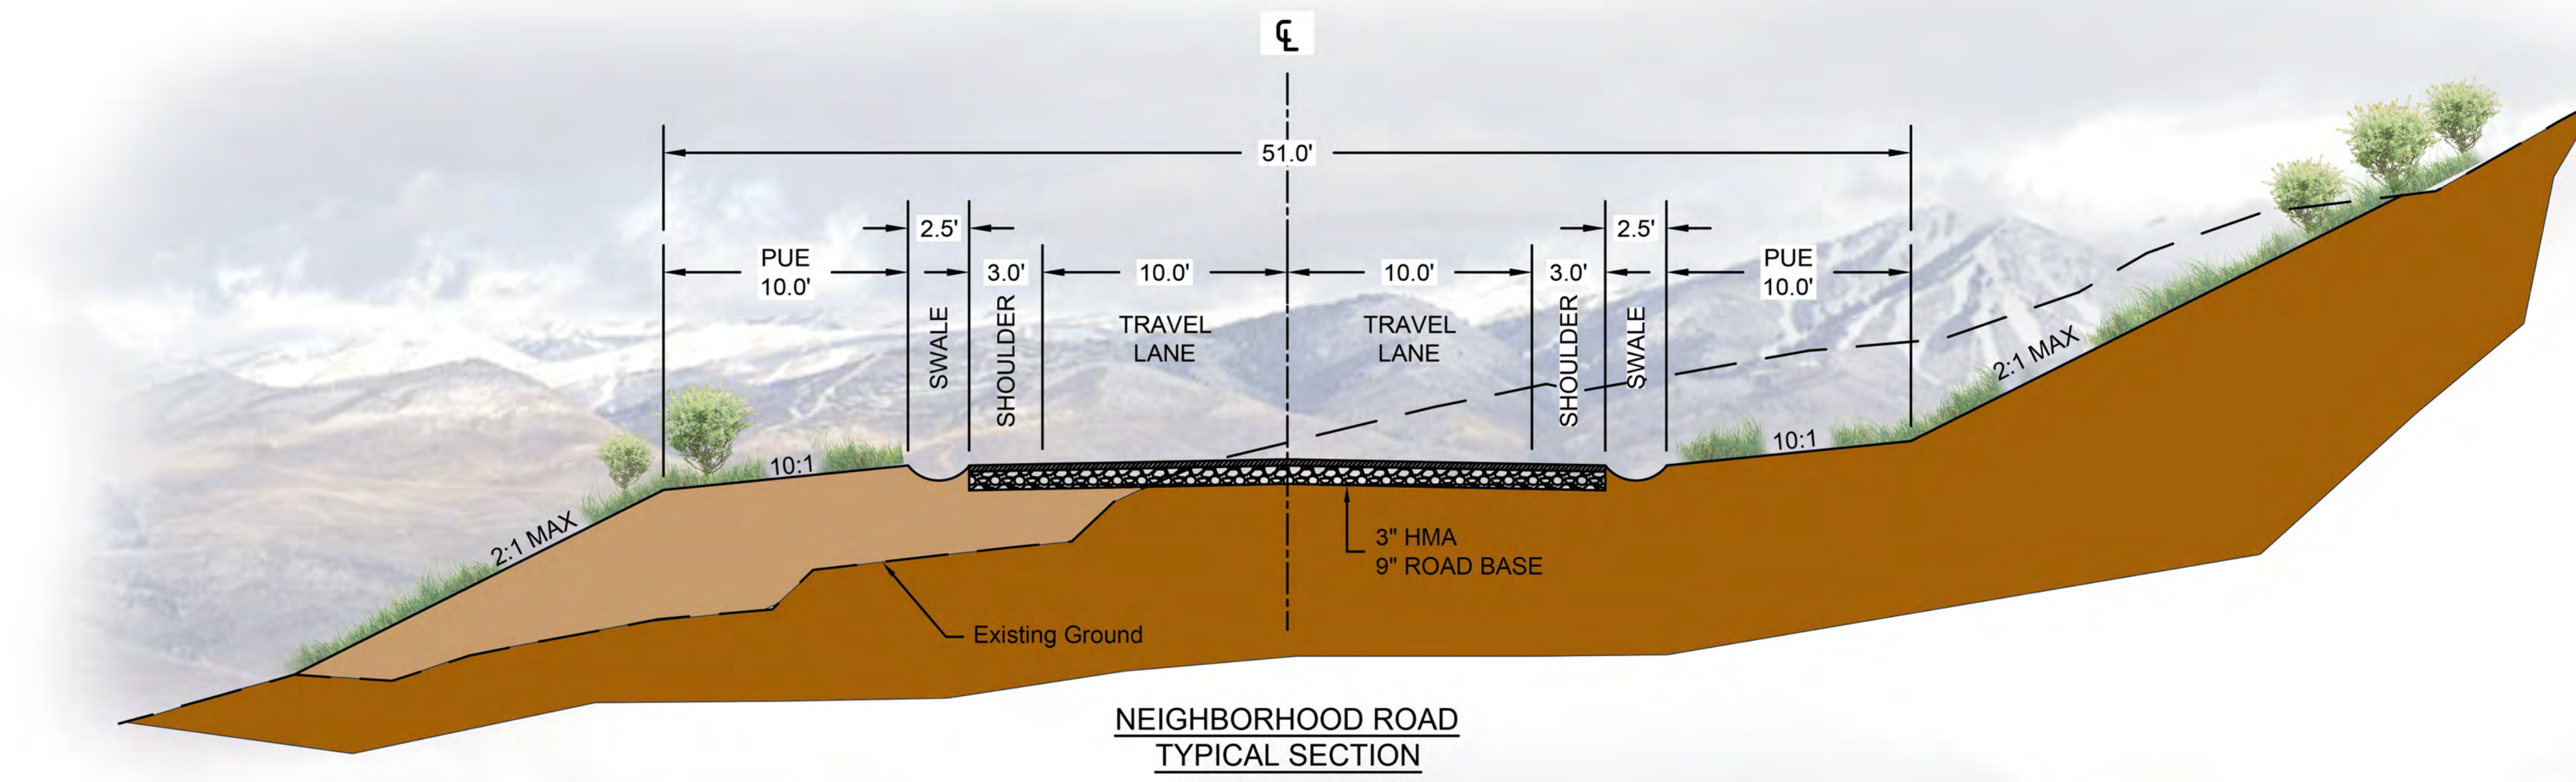 ℄
51.0'
2.5'
2.5'
PUE
10.0'
3.0'
10.0'
10.0'
3.0'
PUE
10.0'
SWALE
SHOULDER
TRAVEL
LANE
TRAVEL
LANE
SHOULDER
SWALE
2:1 MAX
10:1
10:1
2:1 MAX
3" HMA
9" ROAD BASE
Existing Ground
NEIGHBORHOOD ROAD
TYPICAL SECTION